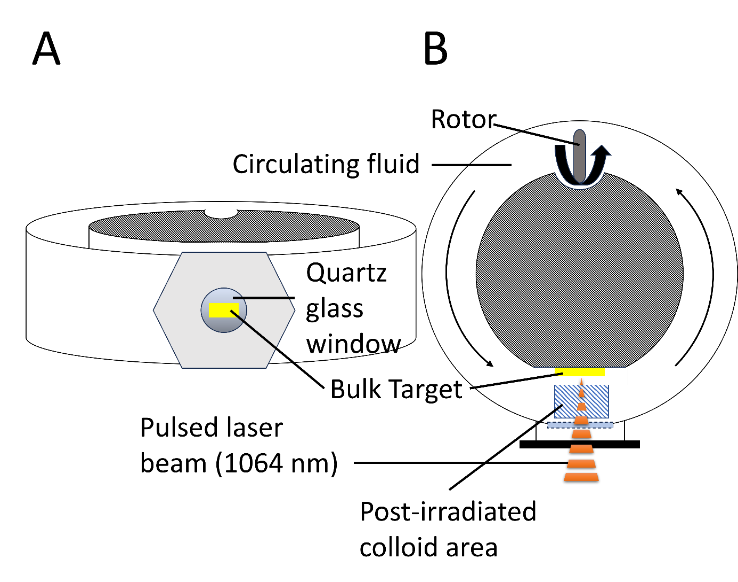 A
B
Rotor
Circulating fluid
Quartz
glass
window
Bulk Target
Pulsed laser
beam (1064 nm)
Post-irradiated
colloid area